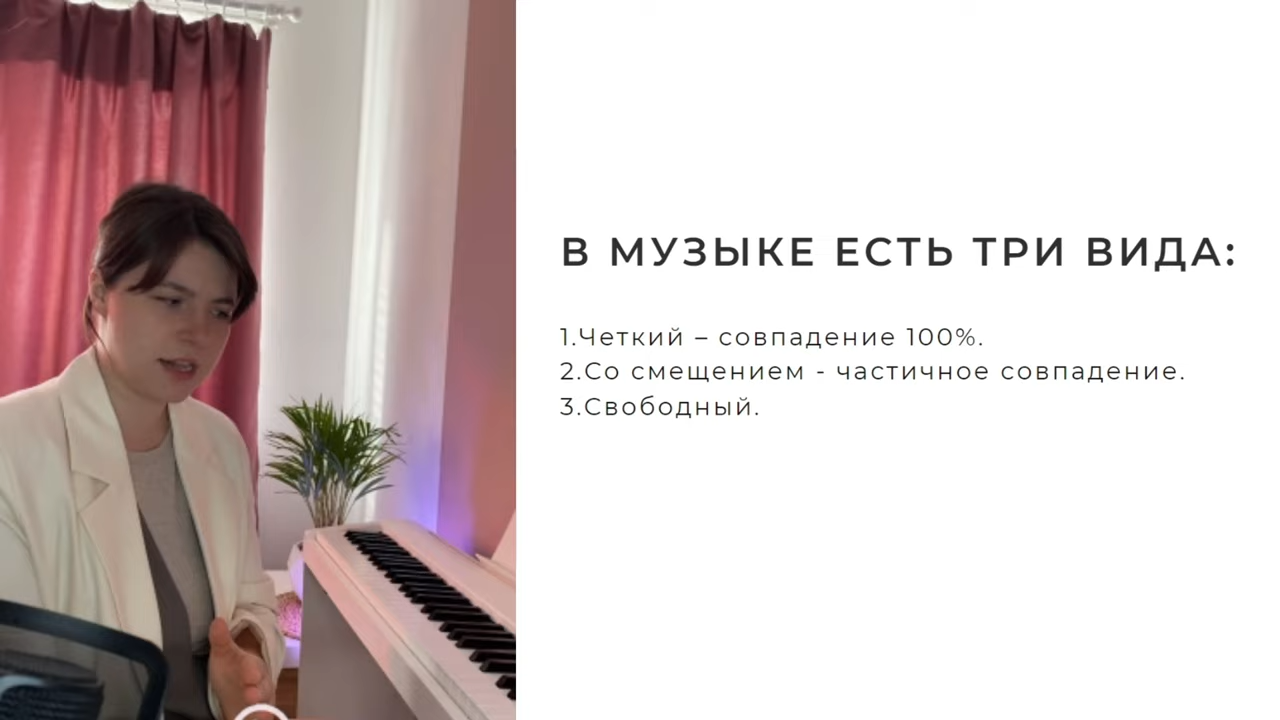 В МУЗЫКЕ ЕСТЬ ТРИ ВИДА:
1.Четкий – совпадение 100%.
2.Со смещением - частичное совпадение.
3.Свободный.